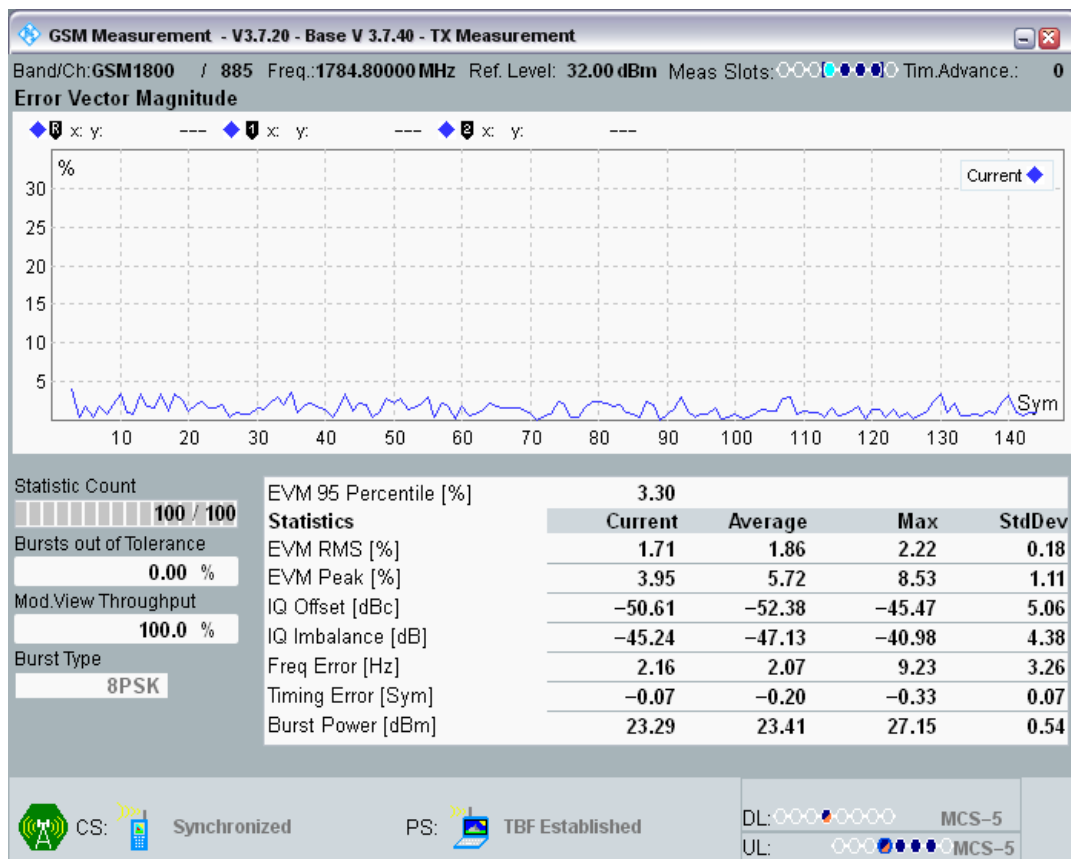 GSM Measurement - V3.7.20 - Base V 3.7.40 - TX Measurement
Band/Ch:GSM1800 / 885 Freq.:1784.80000 MHz Ref. Level: 32.00 dBm Meas Slots: Tim.Advance.: 0
Error Vector Magnitude
R x: y: --- 1 x: y: --- 2 x: y: ---
%
Current
30
25
20
15
10
5
Sym
10 20 30 40 50 60 70 80 90 100 110 120 130 140
Statistic Count
100 / 100
Bursts out of Tolerance
0.00 %
Mod.View Throughput
100.0 %
Burst Type
8PSK
EVM 95 Percentile [%] 3.30
Statistics Current Average Max StdDev
EVM RMS [%] 1.71 1.86 2.22 0.18
EVM Peak [%] 3.95 5.72 8.53 1.11
IQ Offset [dBc] −50.61 −52.38 −45.47 5.06
IQ Imbalance [dB] −45.24 −47.13 −40.98 4.38
Freq Error [Hz] 2.16 2.07 9.23 3.26
Timing Error [Sym] −0.07 −0.20 −0.33 0.07
Burst Power [dBm] 23.29 23.41 27.15 0.54
CS: Synchronized PS: TBF Established
DL: MCS−5
UL: MCS−5